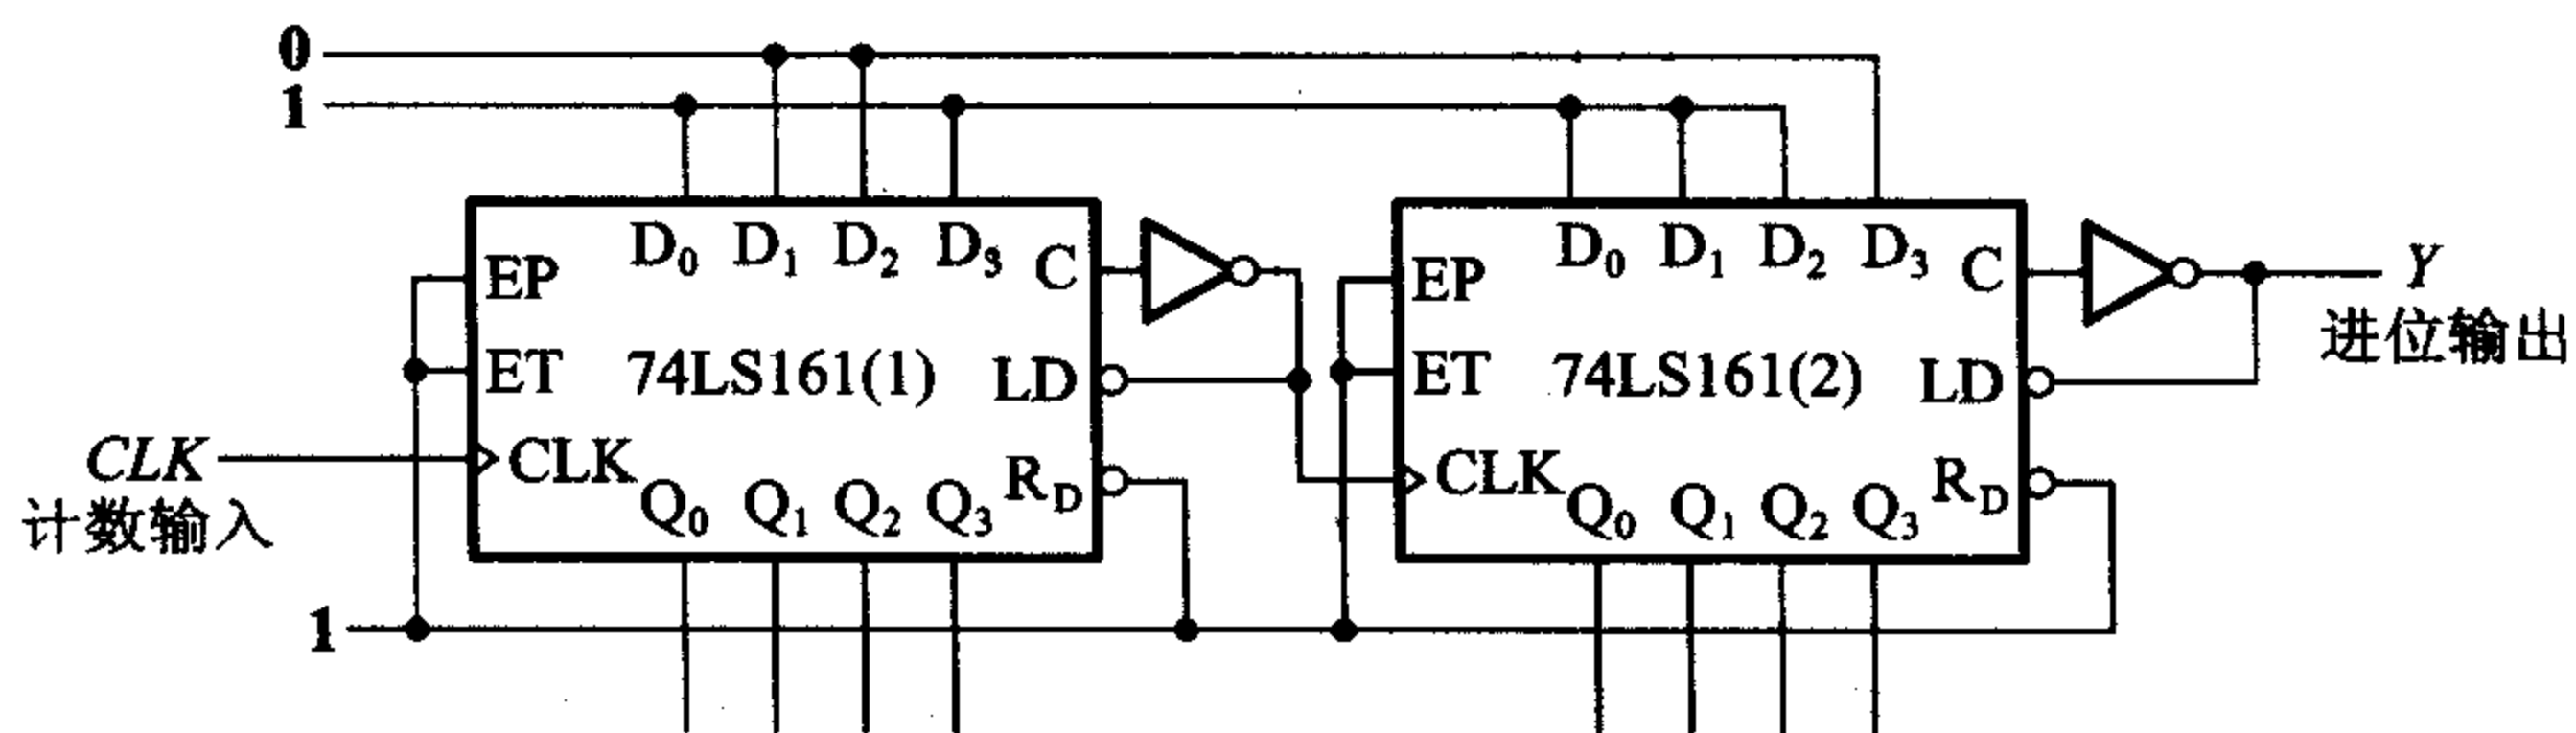 0
1
D₀ D₁ D₂ D₃
EP
C
ET
74LS161(1)
LD
CLK
R_D
Q₀ Q₁ Q₂ Q₃
D₀ D₁ D₂ D₃
EP
C
ET
74LS161(2)
LD
CLK
R_D
Q₀ Q₁ Q₂ Q₃
Y
进位输出
CLK
计数输入
1